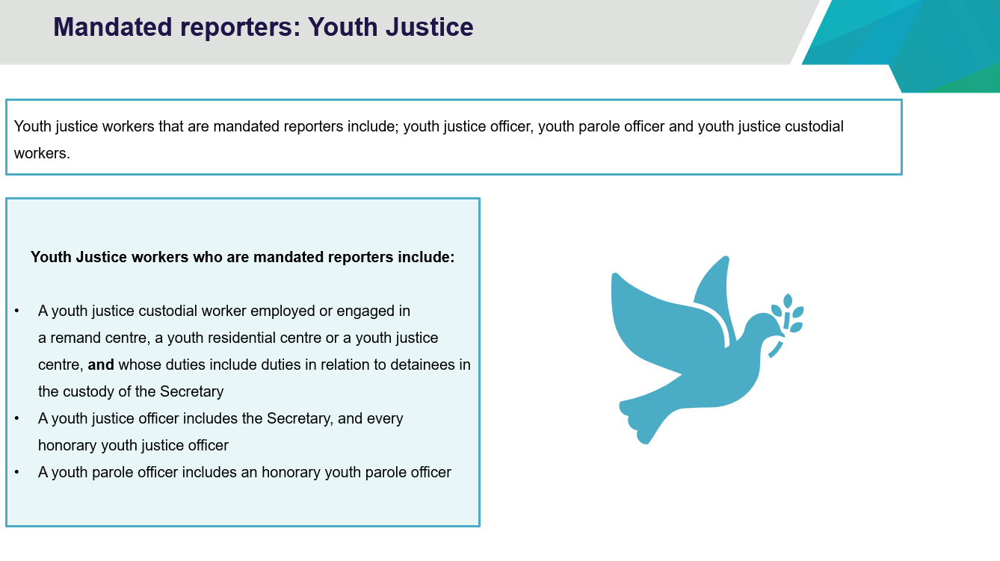 Mandated reporters: Youth Justice
Youth justice workers that are mandated reporters include; youth justice officer, youth parole officer and youth justice custodial
workers.
Youth Justice workers who are mandated reporters include:
• A youth justice custodial worker employed or engaged in
a remand centre, a youth residential centre or a youth justice
centre, and whose duties include duties in relation to detainees in
the custody of the Secretary
• A youth justice officer includes the Secretary, and every
honorary youth justice officer
• A youth parole officer includes an honorary youth parole officer